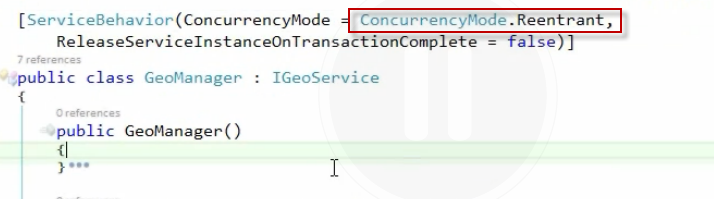 [ServiceBehavior(ConcurrencyMode = ConcurrencyMode.Reentrant,
ReleaseServiceInstanceOnTransactionComplete = false)]
7 references
public class GeoManager : IGeoService
{
0 references
public GeoManager()
{
}